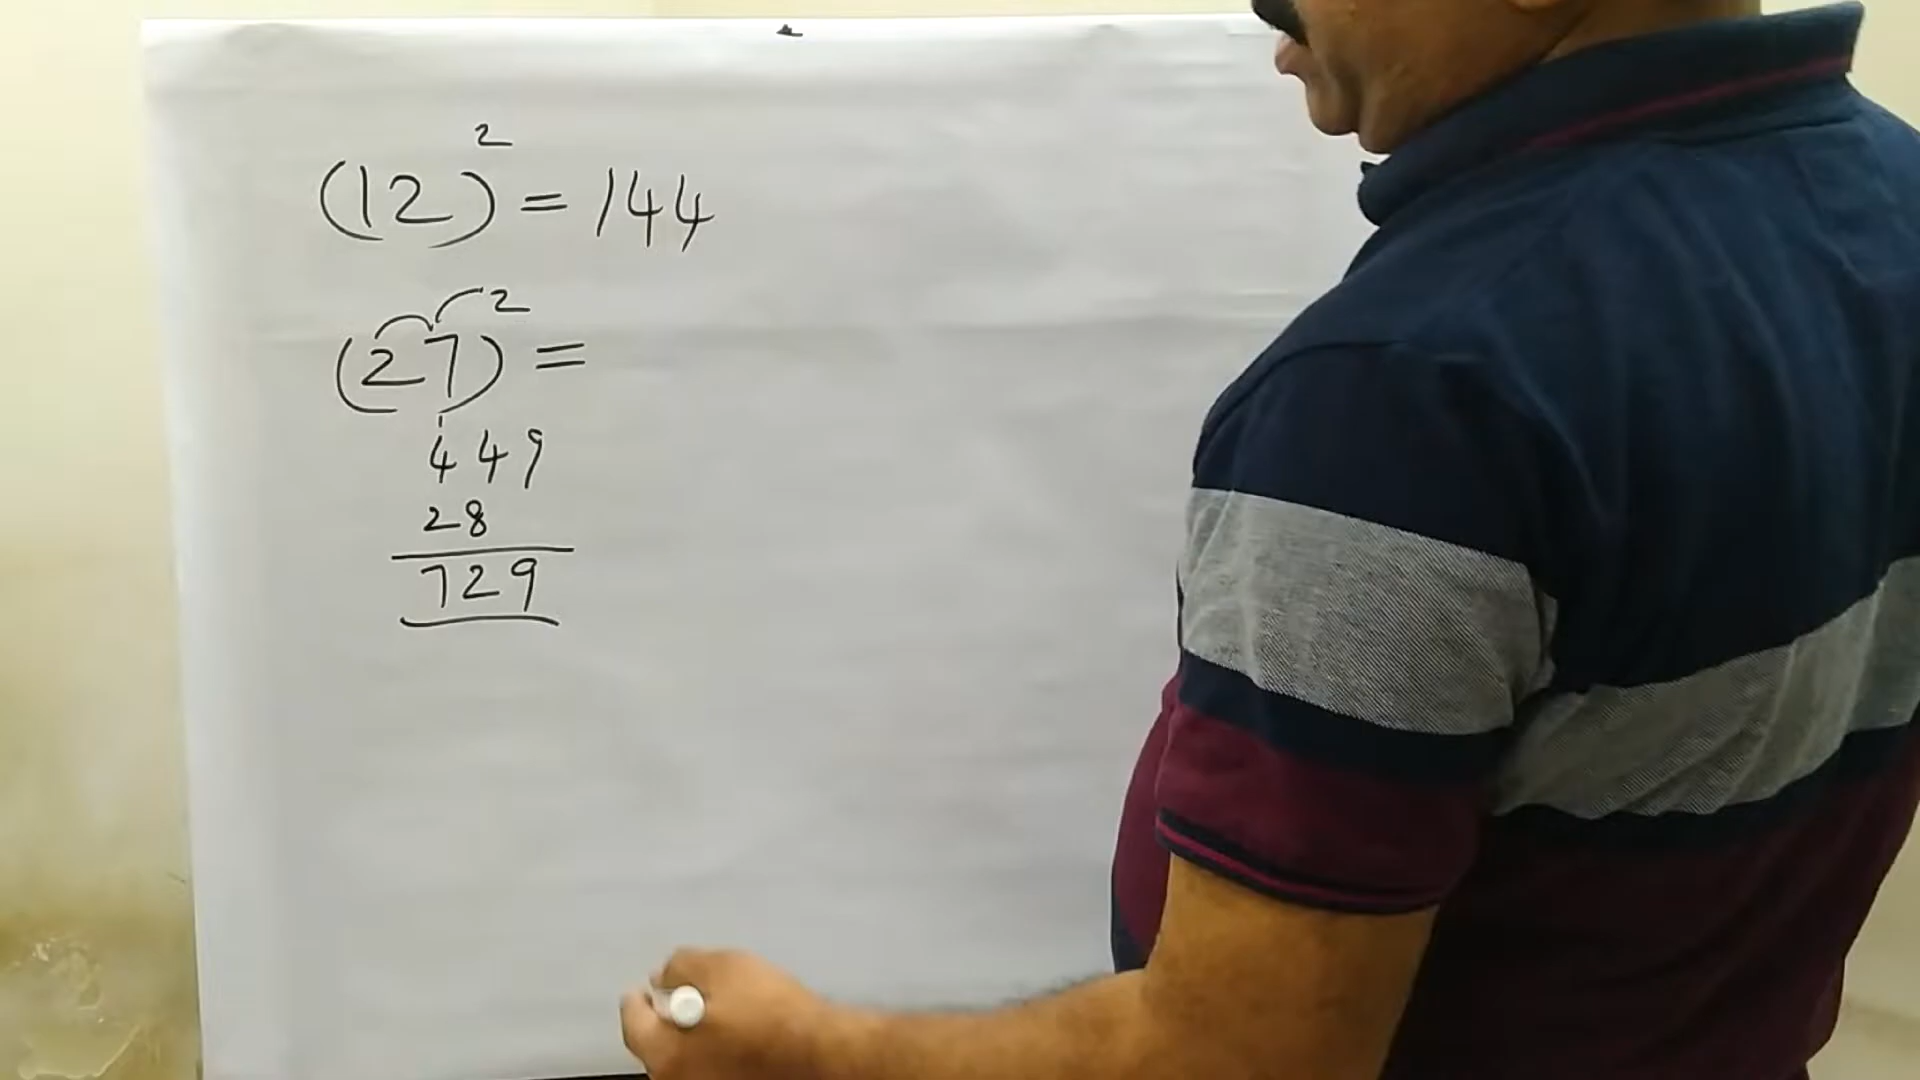 (12)² = 144
(27)² =
449
28
729